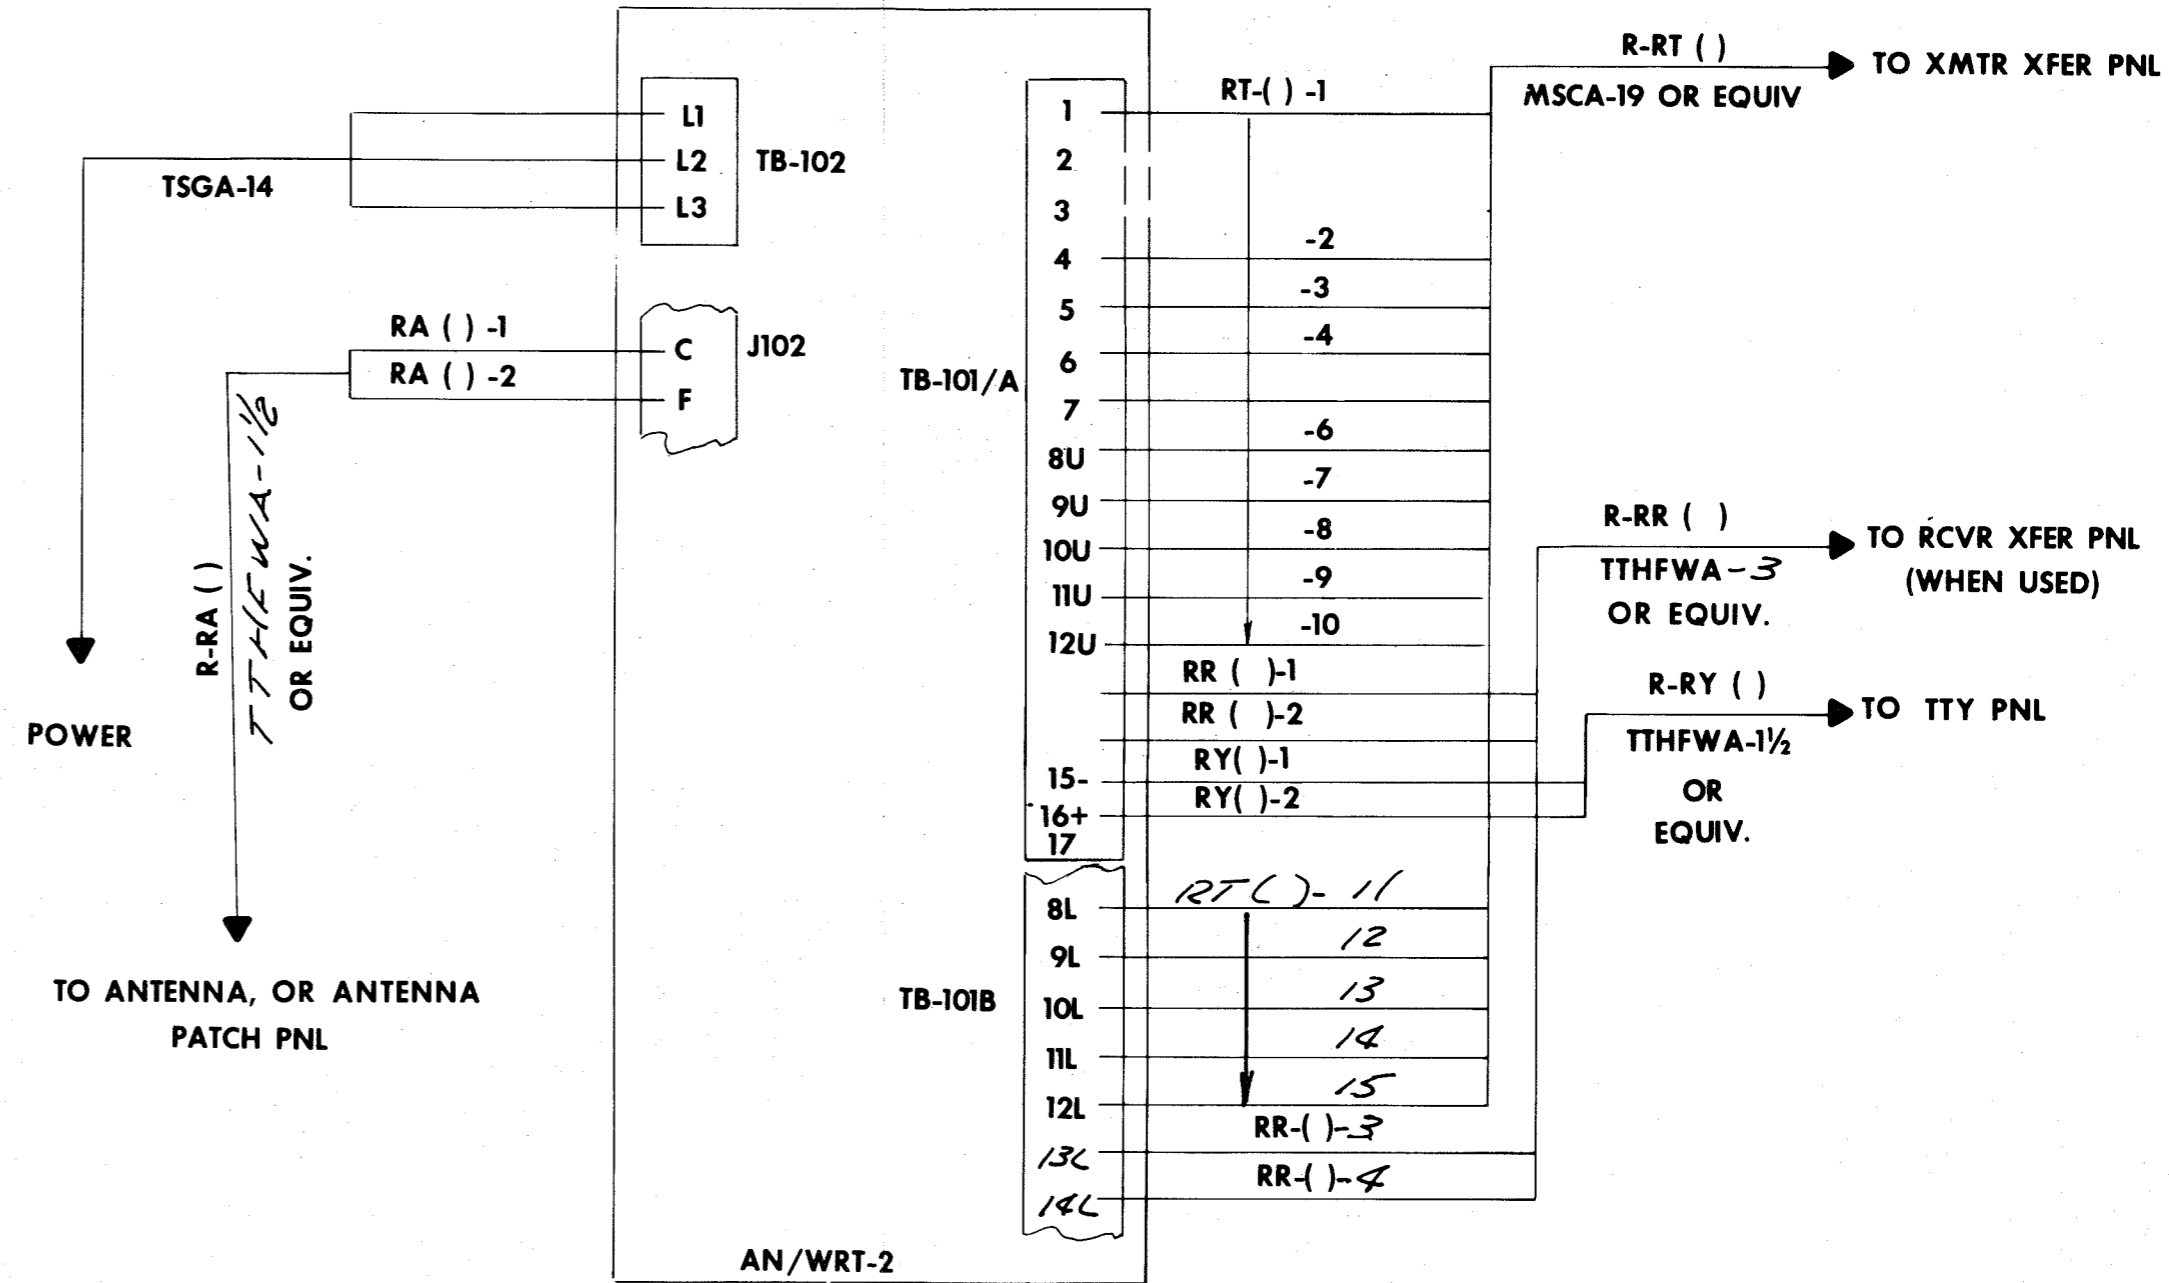 R-RT ( )
TO XMTR XFER PNL
MSCA-19 OR EQUIV
L1
L2
L3
TB-102
TSGA-14
POWER
RA ( ) -1
RA ( ) -2
C
F
J102
R-RA ( )
TTHFWA-1½
OR EQUIV.
TO ANTENNA, OR ANTENNA
PATCH PNL
TB-101/A
1
2
3
4
5
6
7
8U
9U
10U
11U
12U
15-
16+
17
RT-( ) -1
-2
-3
-4
-6
-7
-8
-9
-10
RR ( )-1
RR ( )-2
RY( )-1
RY( )-2
R-RR ( )
TO RCVR XFER PNL
(WHEN USED)
TTHFWA-3
OR EQUIV.
R-RY ( )
TO TTY PNL
TTHFWA-1½
OR
EQUIV.
TB-101B
8L
9L
10L
11L
12L
13L
14L
RT( )- 11
12
13
14
15
RR-( )-3
RR-( )-4
AN/WRT-2